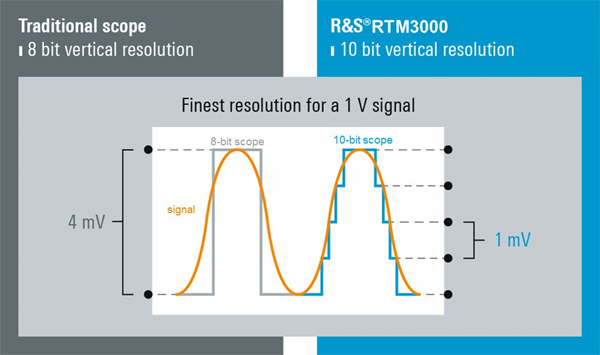 Traditional scope
8 bit vertical resolution
R&S®RTM3000
10 bit vertical resolution
Finest resolution for a 1 V signal
8-bit scope
10-bit scope
signal
4 mV
1 mV